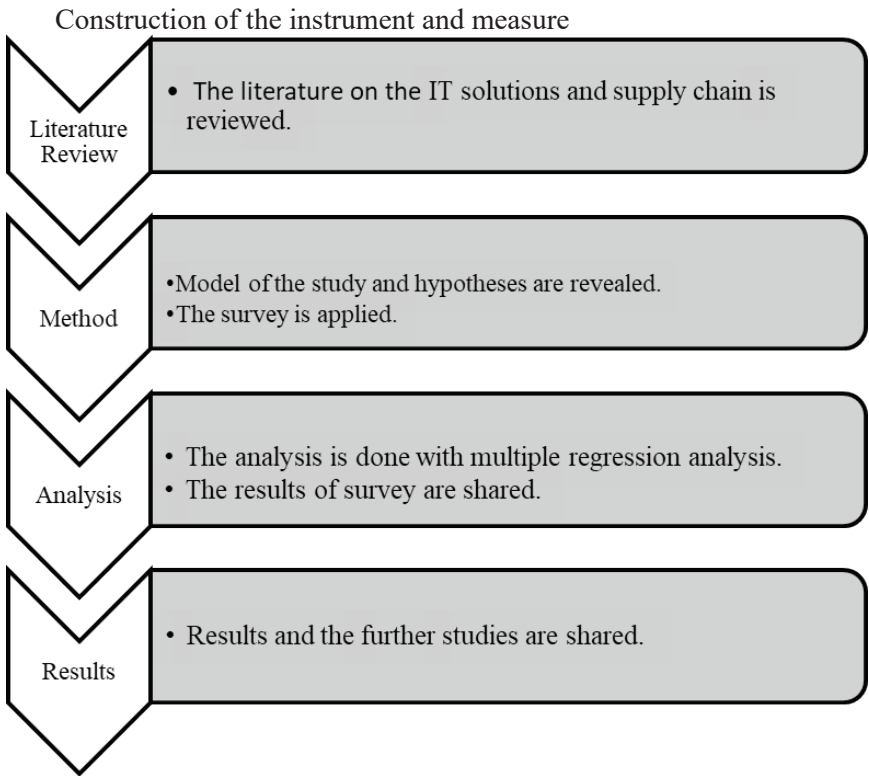 Construction of the instrument and measure
Literature
Review
• The literature on the IT solutions and supply chain is
reviewed.
Method
•Model of the study and hypotheses are revealed.
•The survey is applied.
Analysis
• The analysis is done with multiple regression analysis.
• The results of survey are shared.
Results
• Results and the further studies are shared.